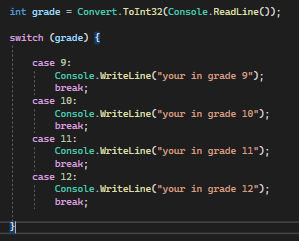 int grade = Convert.ToInt32(Console.ReadLine());
switch (grade) {
case 9:
Console.WriteLine("your in grade 9");
break;
case 10:
Console.WriteLine("your in grade 10");
break;
case 11:
Console.WriteLine("your in grade 11");
break;
case 12:
Console.WriteLine("your in grade 12");
break;
}